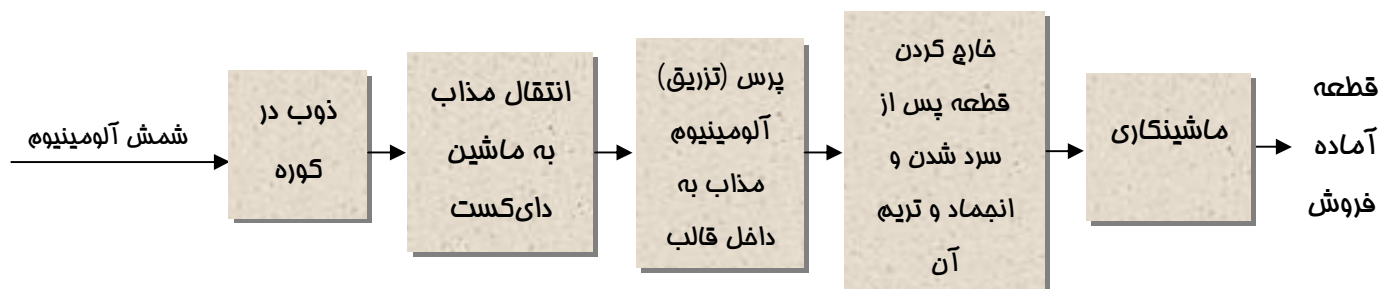 شمش آلومینیوم
ذوب در
کوره
انتقال مذاب
به ماشین
دای‌کست
پرس (تزریق)
آلومینیوم
مذاب به
داخل قالب
خارج کردن
قطعه پس از
سرد شدن و
انجماد و تریم
آن
ماشینکاری
قطعه
آماده
فروش